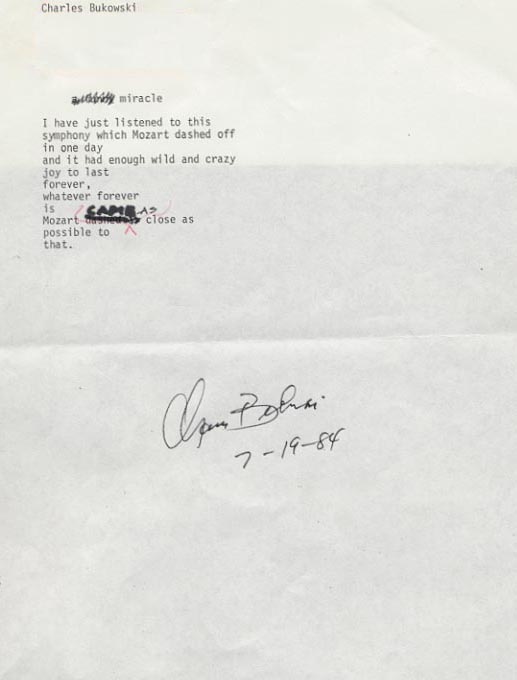 Charles Bukowski
miracle
I have just listened to this
symphony which Mozart dashed off
in one day
and it had enough wild and crazy
joy to last
forever,
whatever forever
is
CAME AS
Mozart close as
possible to
that.
7-19-84